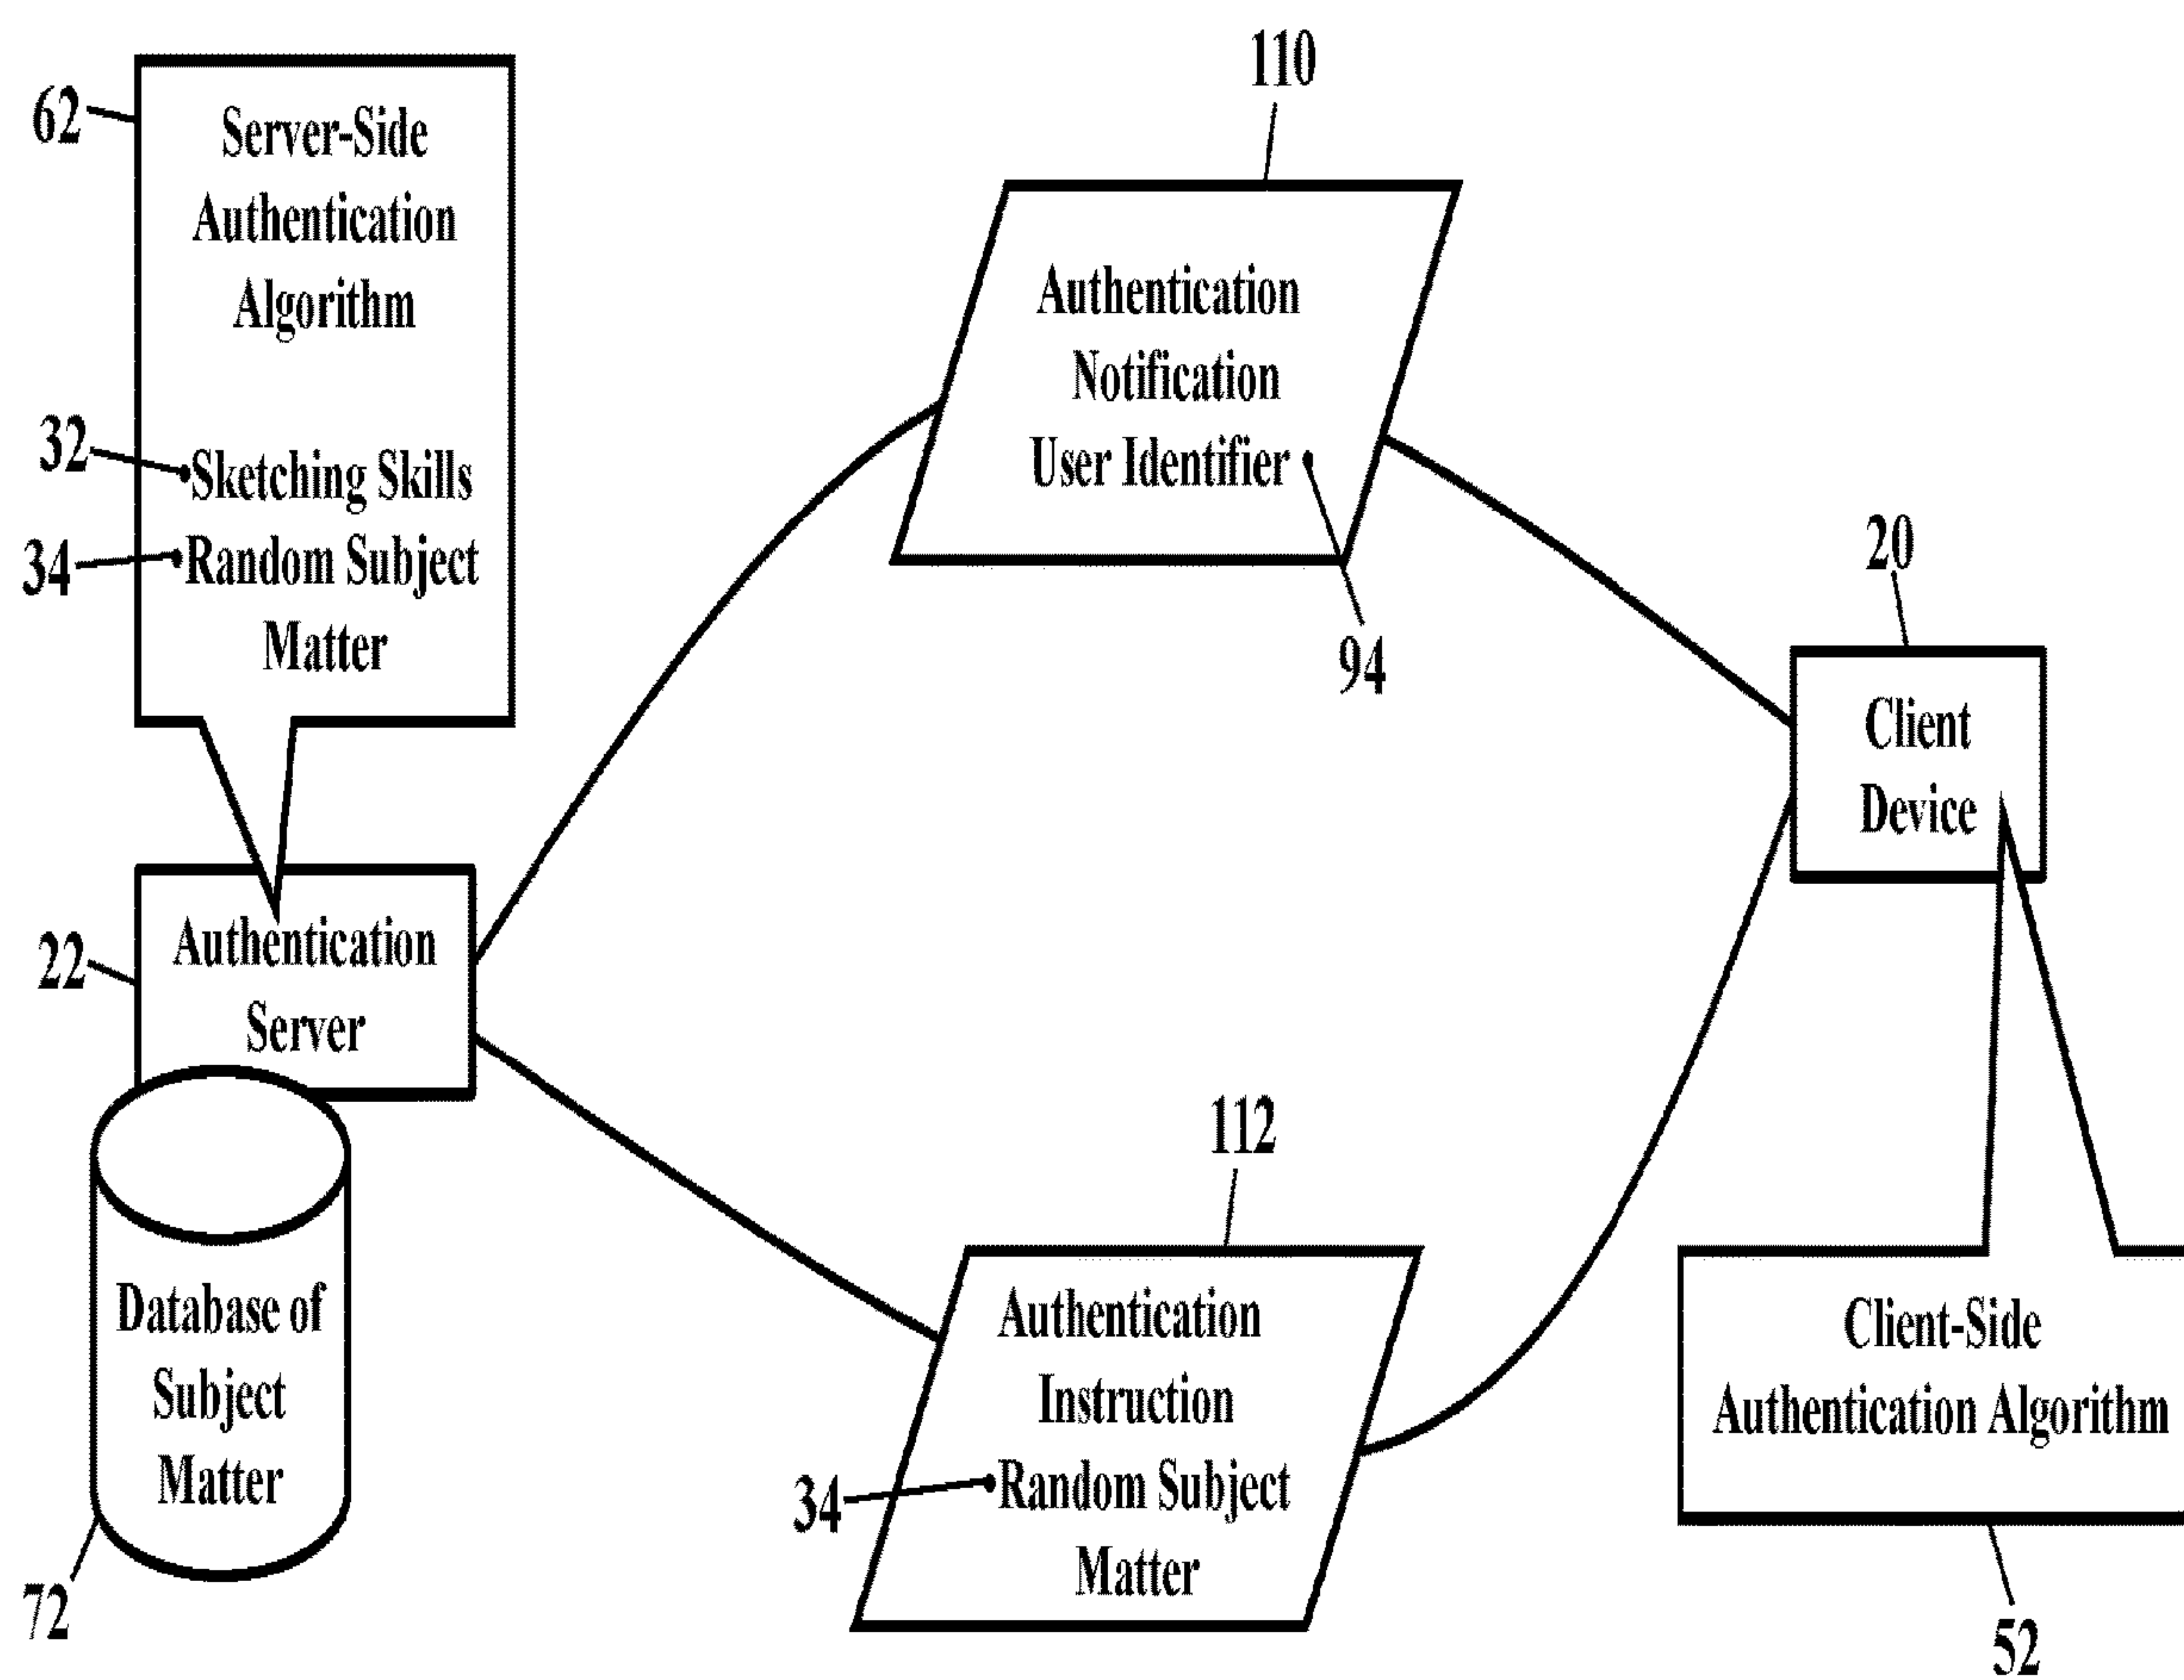 62
Server-Side
Authentication
Algorithm
32
Sketching Skills
34
Random Subject
Matter
22
Authentication
Server
Database of
Subject
Matter
72
110
Authentication
Notification
User Identifier
94
112
Authentication
Instruction
34
Random Subject
Matter
20
Client
Device
Client-Side
Authentication Algorithm
52